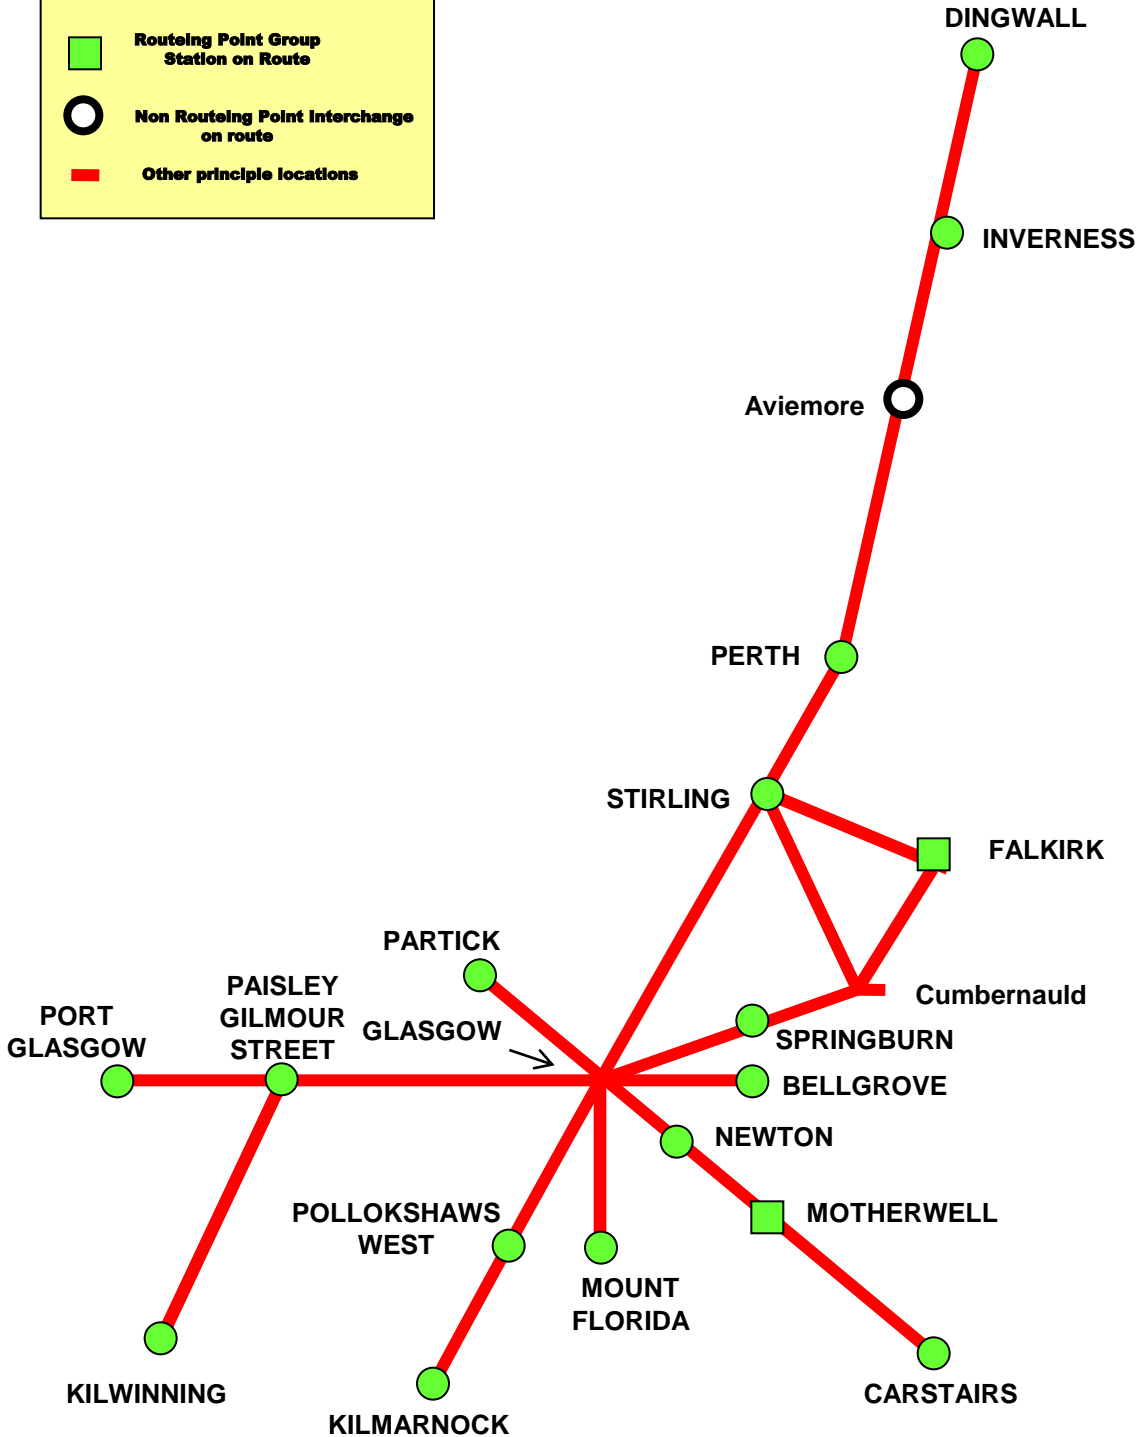 DINGWALL
Routeing Point Group
Station on Route
Non Routeing Point Interchange
on route
Other principle locations
INVERNESS
Aviemore
PERTH
STIRLING
FALKIRK
PARTICK
PAISLEY
GILMOUR
STREET
PORT
GLASGOW
GLASGOW
Cumbernauld
SPRINGBURN
BELLGROVE
NEWTON
POLLOKSHAWS
WEST
MOTHERWELL
MOUNT
FLORIDA
KILWINNING
KILMARNOCK
CARSTAIRS